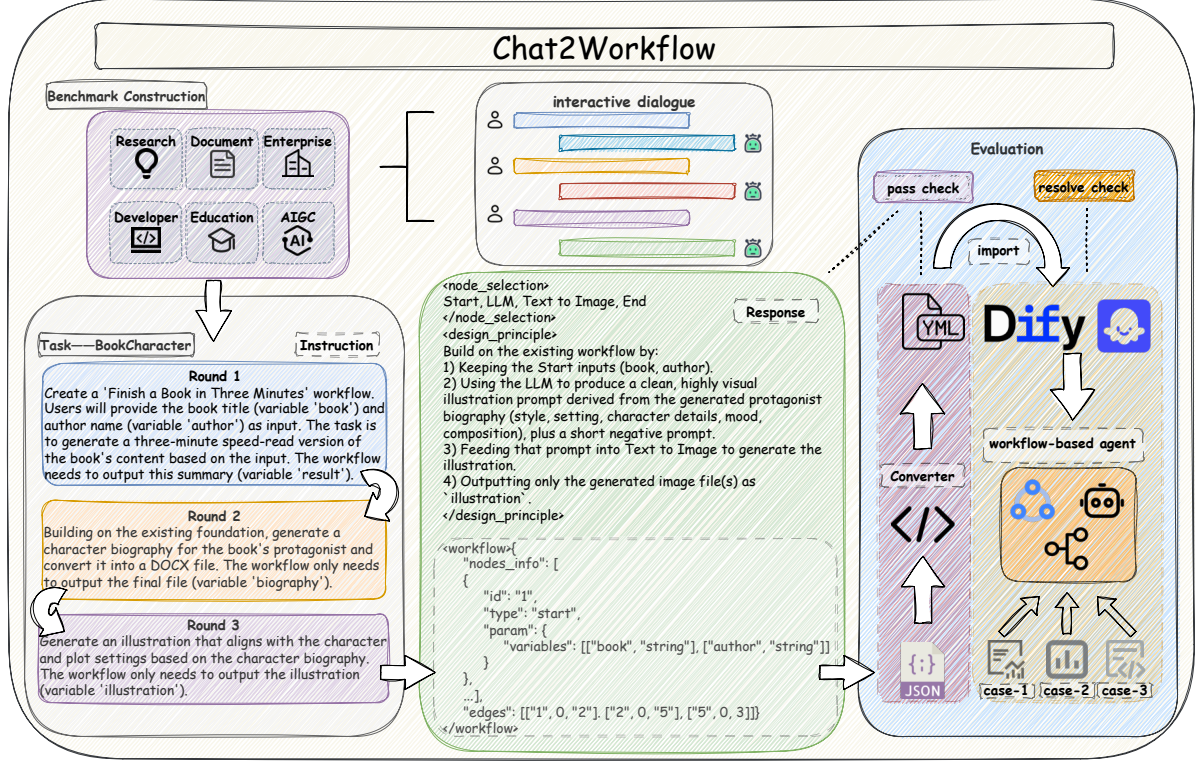 Chat2Workflow
Benchmark Construction
Research
Document
Enterprise
Developer
Education
AIGC
AI
interactive dialogue
Task——BookCharacter
Instruction
Round 1
Create a 'Finish a Book in Three Minutes' workflow.
Users will provide the book title (variable 'book') and
author name (variable 'author') as input. The task is
to generate a three-minute speed-read version of
the book's content based on the input. The workflow
needs to output this summary (variable 'result').
Round 2
Building on the existing foundation, generate a
character biography for the book's protagonist and
convert it into a DOCX file. The workflow only needs
to output the final file (variable 'biography').
Round 3
Generate an illustration that aligns with the character
and plot settings based on the character biography.
The workflow only needs to output the illustration
(variable 'illustration').
<node_selection>
Start, LLM, Text to Image, End
</node_selection>
Response
<design_principle>
Build on the existing workflow by:
1) Keeping the Start inputs (book, author).
2) Using the LLM to produce a clean, highly visual
illustration prompt derived from the generated protagonist
biography (style, setting, character details, mood,
composition), plus a short negative prompt.
3) Feeding that prompt into Text to Image to generate the
illustration.
4) Outputting only the generated image file(s) as
`illustration`.
</design_principle>
<workflow>{
"nodes_info": [
{
"id": "1",
"type": "start",
"param": {
"variables": [["book", "string"], ["author", "string"]]
}
},
...],
"edges": [["1", 0, "2"]. ["2", 0, "5"], ["5", 0, 3]]}
</workflow>
Evaluation
pass check
resolve check
import
YML
Dify
Converter
</>
workflow-based agent
{;}
JSON
case-1
case-2
case-3